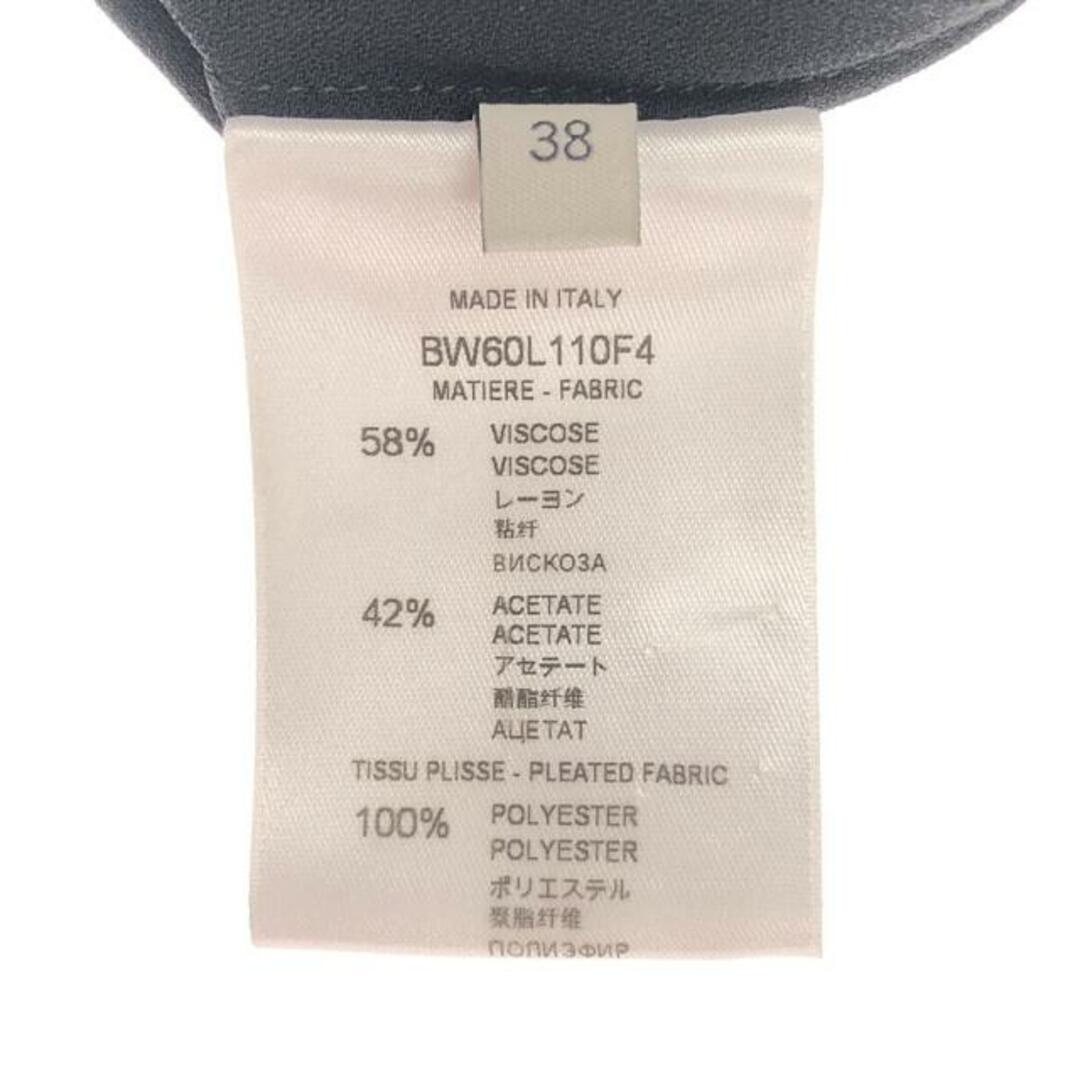 38
MADE IN ITALY
BW60L110F4
MATIERE - FABRIC
58% VISCOSE
VISCOSE
レーヨン
粘纤
ВИСКОЗА
42% ACETATE
ACETATE
アセテート
醋酯纤维
АЦЕТАТ
TISSU PLISSE - PLEATED FABRIC
100% POLYESTER
POLYESTER
ポリエステル
聚脂纤维
ПОЛИЭФИР